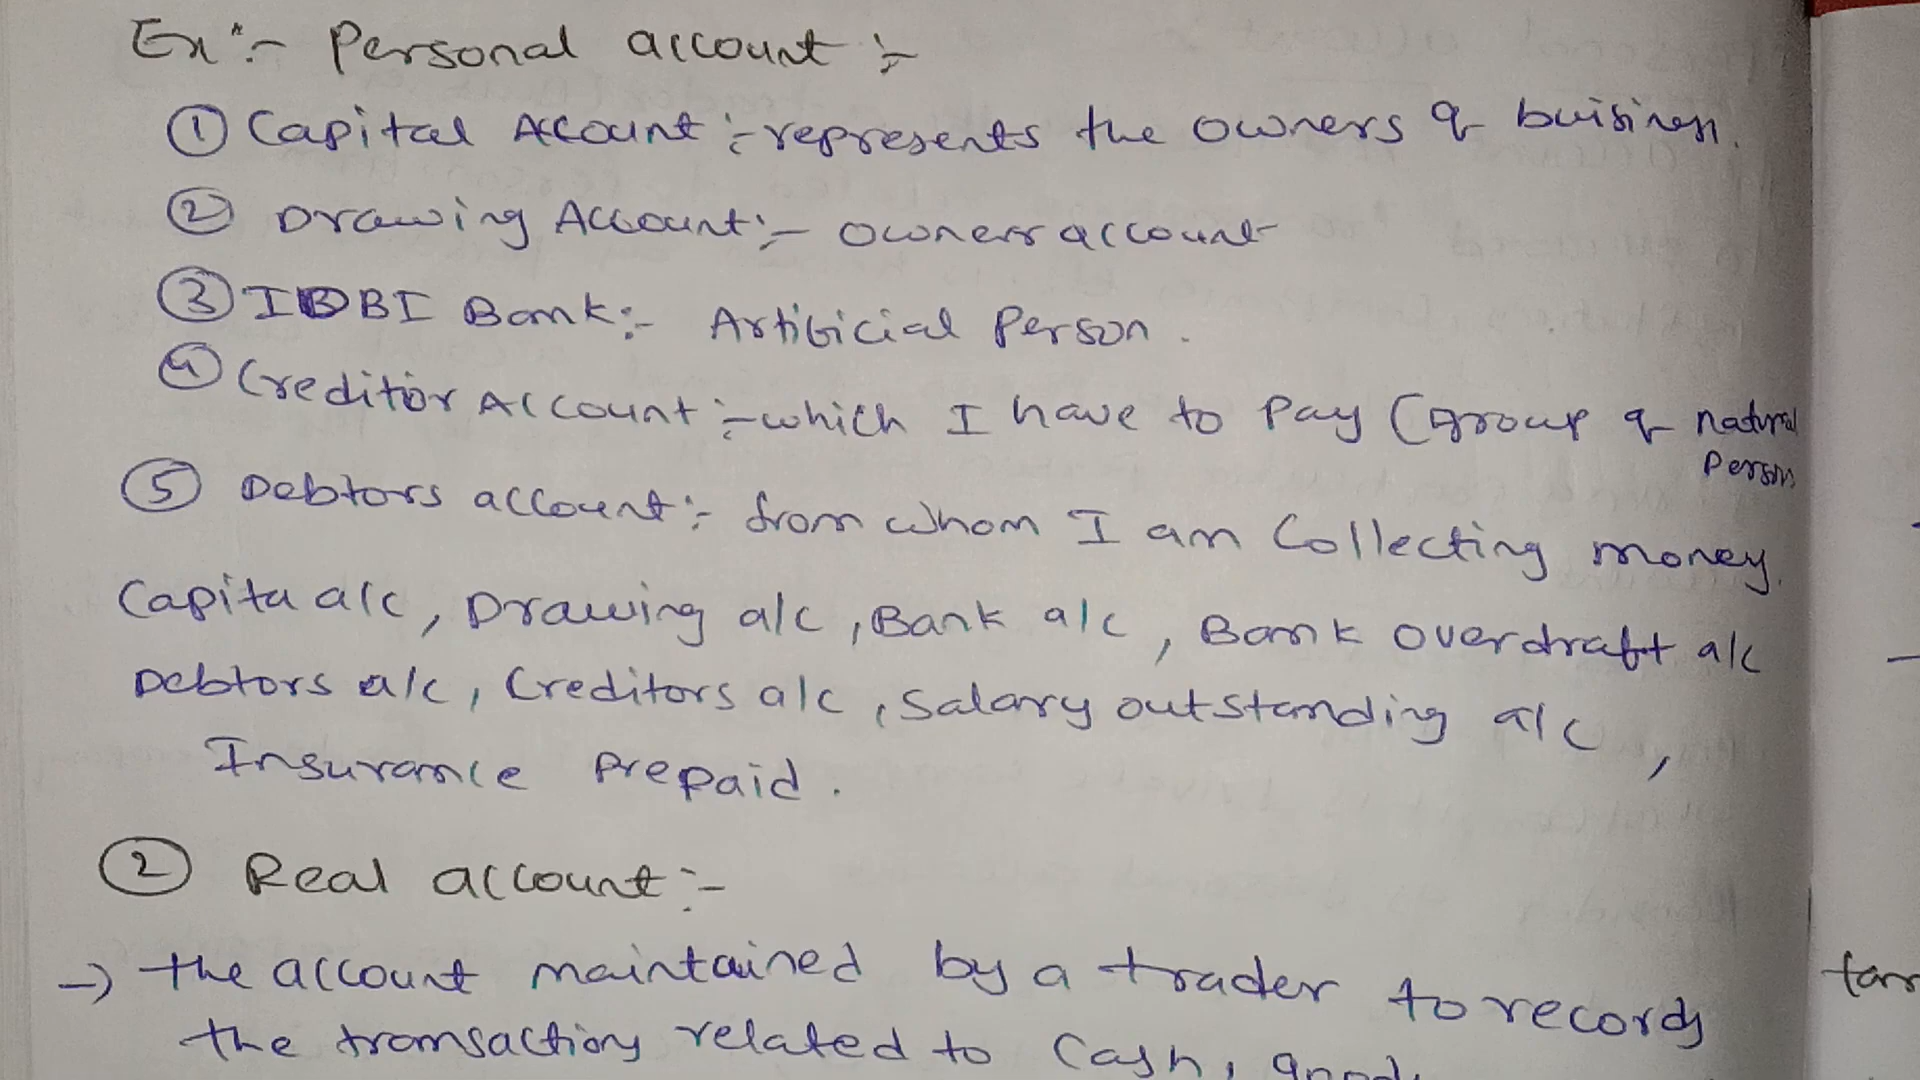 Ex:- Personal account :-
① Capital Account :- represents the owners of buisiness.
② Drawing Account :- owners account
③ IDBI Bank :- Artificial Person.
④ Creditor Account :- which I have to Pay (group of natural
Person
⑤ Debtors account :- from whom I am Collecting money.
Capita a/c, Drawing a/c, Bank a/c, Bank overdraft a/c
Debtors a/c, Creditors a/c, Salary outstanding a/c,
Insurance Prepaid.
② Real account :-
→ the account maintained by a trader to records
the transactions related to Cash,